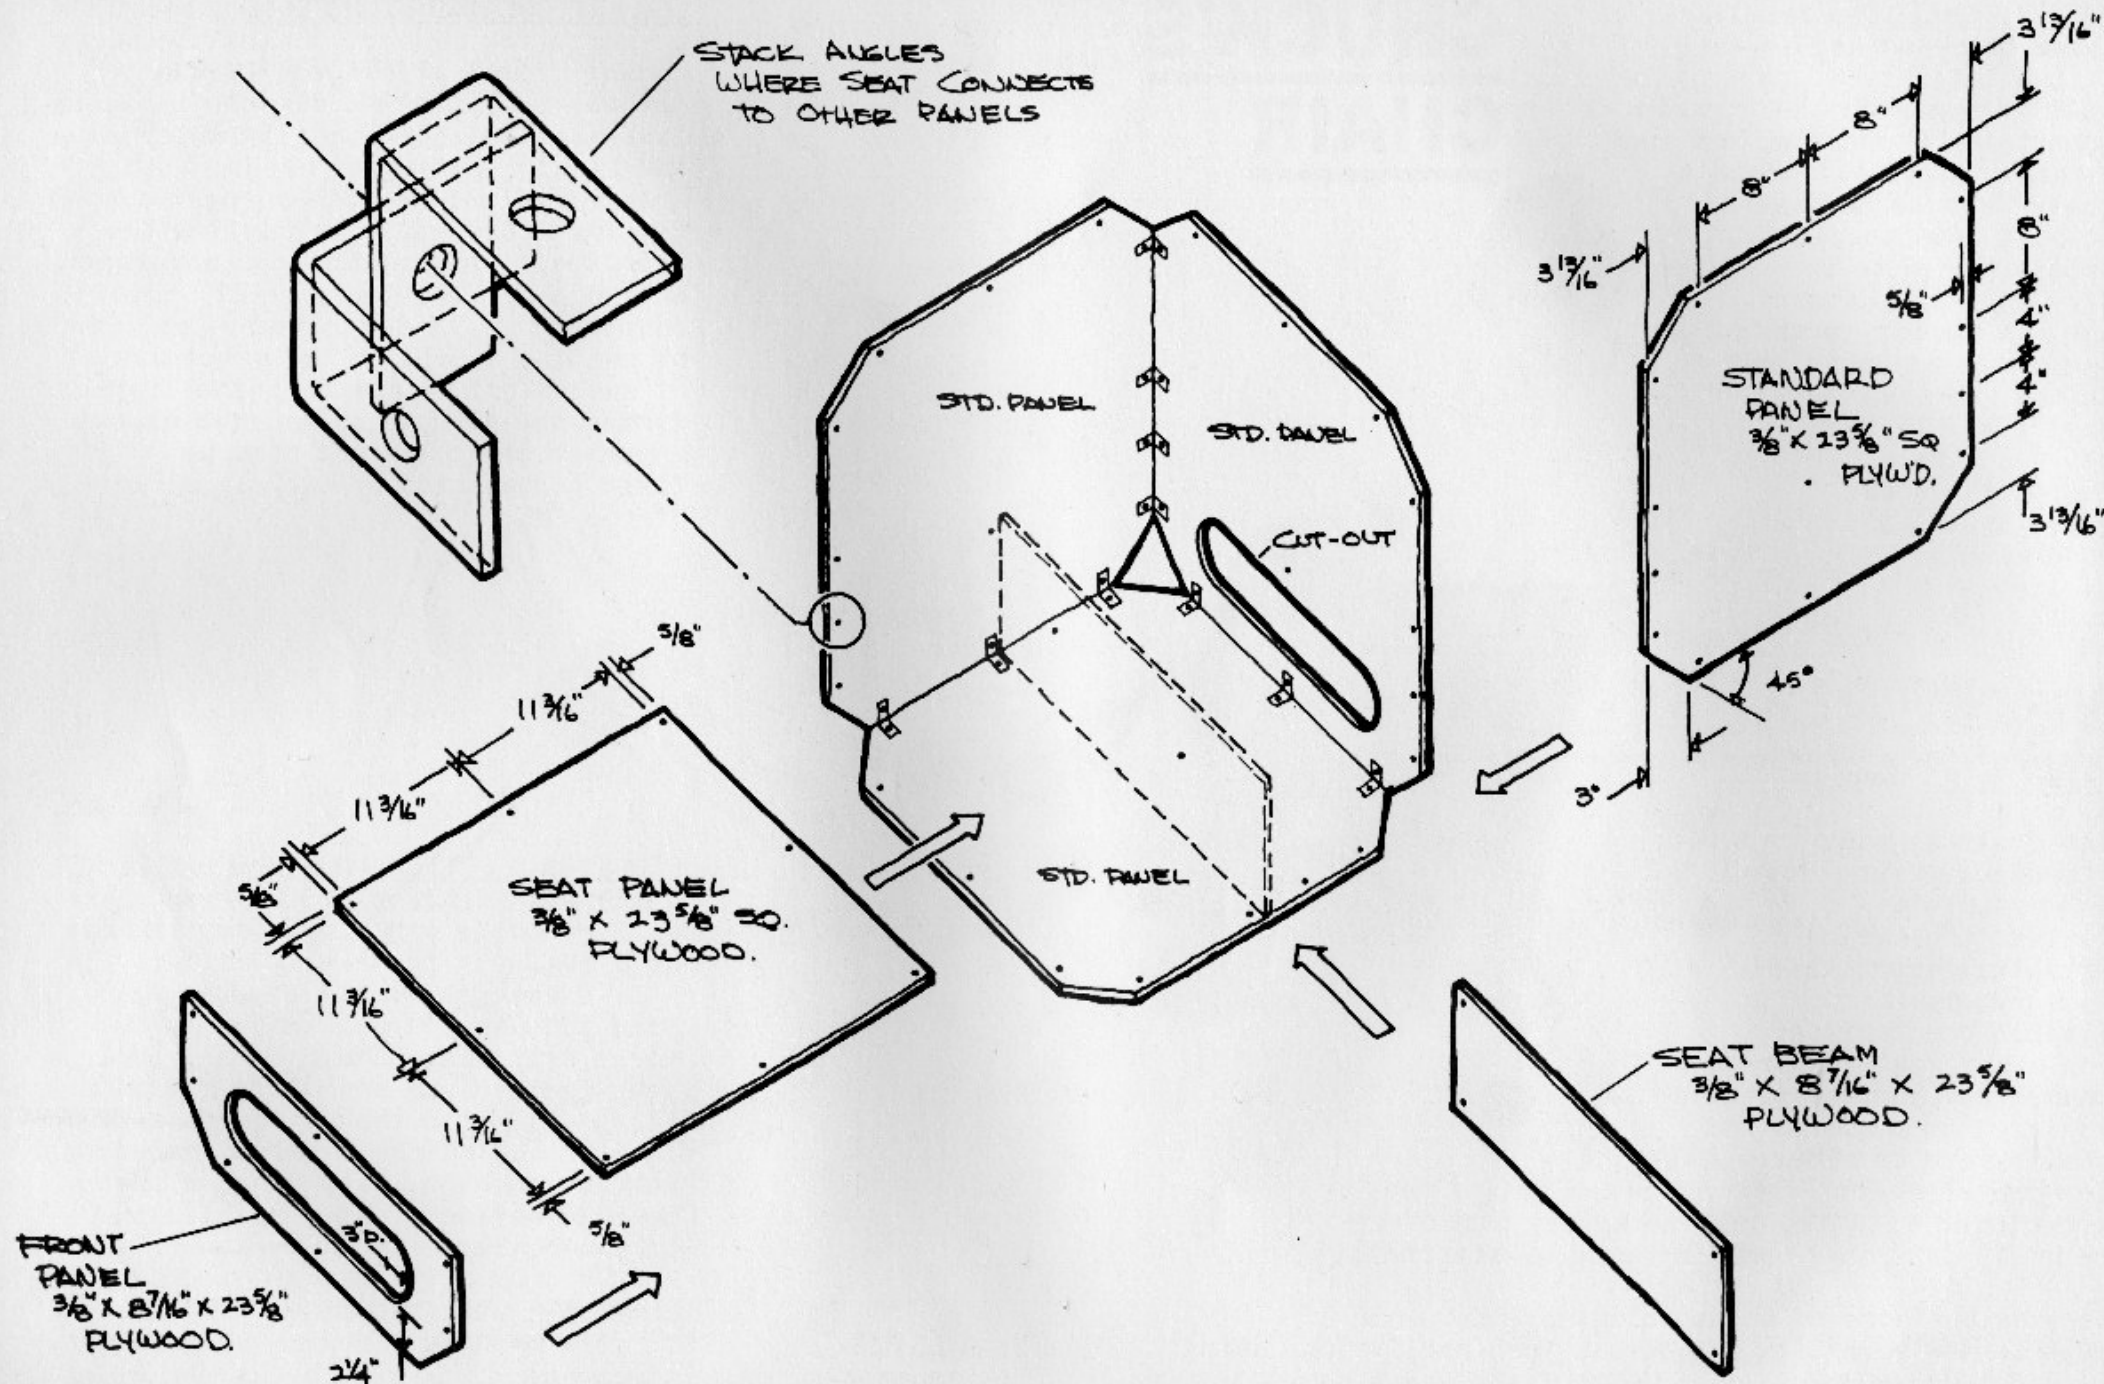 STACK ANGLES
WHERE SEAT CONNECTS
TO OTHER PANELS
3 13/16"
8"
8"
3 13/16"
8"
5/8"
4"
4"
3 13/16"
STANDARD
PANEL
3/8" X 23 5/8" SQ
PLYW'D.
45°
3"
STD. PANEL
STD. PANEL
CUT-OUT
STD. PANEL
5/8"
11 3/16"
11 3/16"
5/8"
11 3/16"
11 3/16"
5/8"
SEAT PANEL
3/8" X 23 5/8" SQ.
PLYWOOD.
FRONT
PANEL
3/8" X 8 7/16" X 23 5/8"
PLYWOOD.
3" D.
2 1/4"
SEAT BEAM
3/8" X 8 7/16" X 23 5/8"
PLYWOOD.